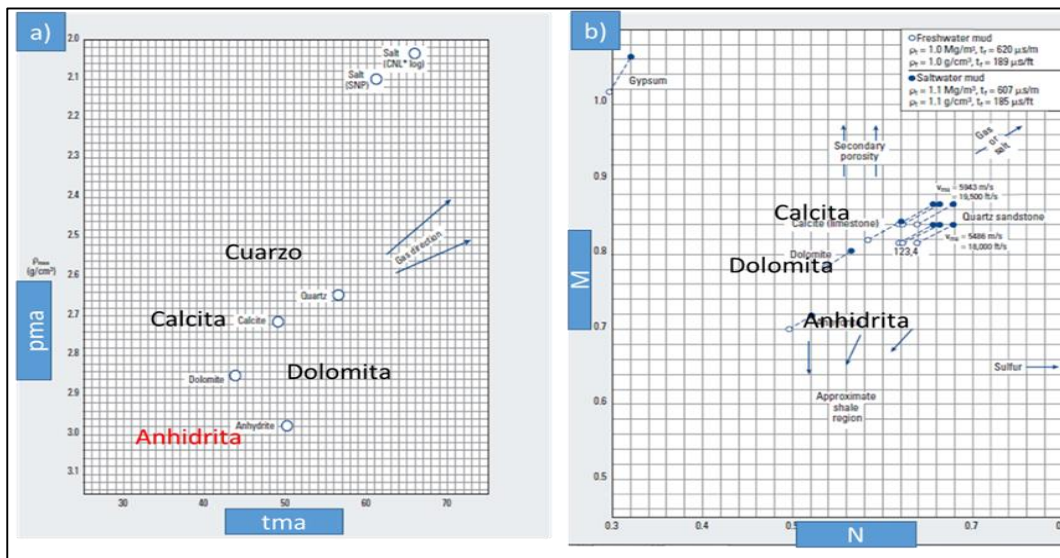 a)
2.0
2.1
2.2
2.3
2.4
2.5
2.6
2.7
2.8
2.9
3.0
3.1
(g/cm³)
pma
Salt
(CNL* log)
Salt
(SNP)
Gas direction
Cuarzo
Quartz
Calcita
Calcite
Dolomita
Dolomite
Anhydrite
Anhidrita
30
40
50
60
70
tma
b)
Freshwater mud
ρf = 1.0 Mg/m³, tf = 620 µs/m
ρf = 1.0 g/cm³, tf = 189 µs/ft
Saltwater mud
ρf = 1.1 Mg/m³, tf = 607 µs/m
ρf = 1.1 g/cm³, tf = 185 µs/ft
Gypsum
1.0
0.9
0.8
0.7
0.6
0.5
M
Secondary
porosity
Gas
or
salt
vma = 5943 m/s
= 19,500 ft/s
Calcita
Calcite (limestone)
Quartz sandstone
vma = 5486 m/s
= 18,000 ft/s
Dolomite
1 2 3,4
Dolomita
Anhidrita
Sulfur
Approximate
shale
region
0.3
0.4
0.7
N